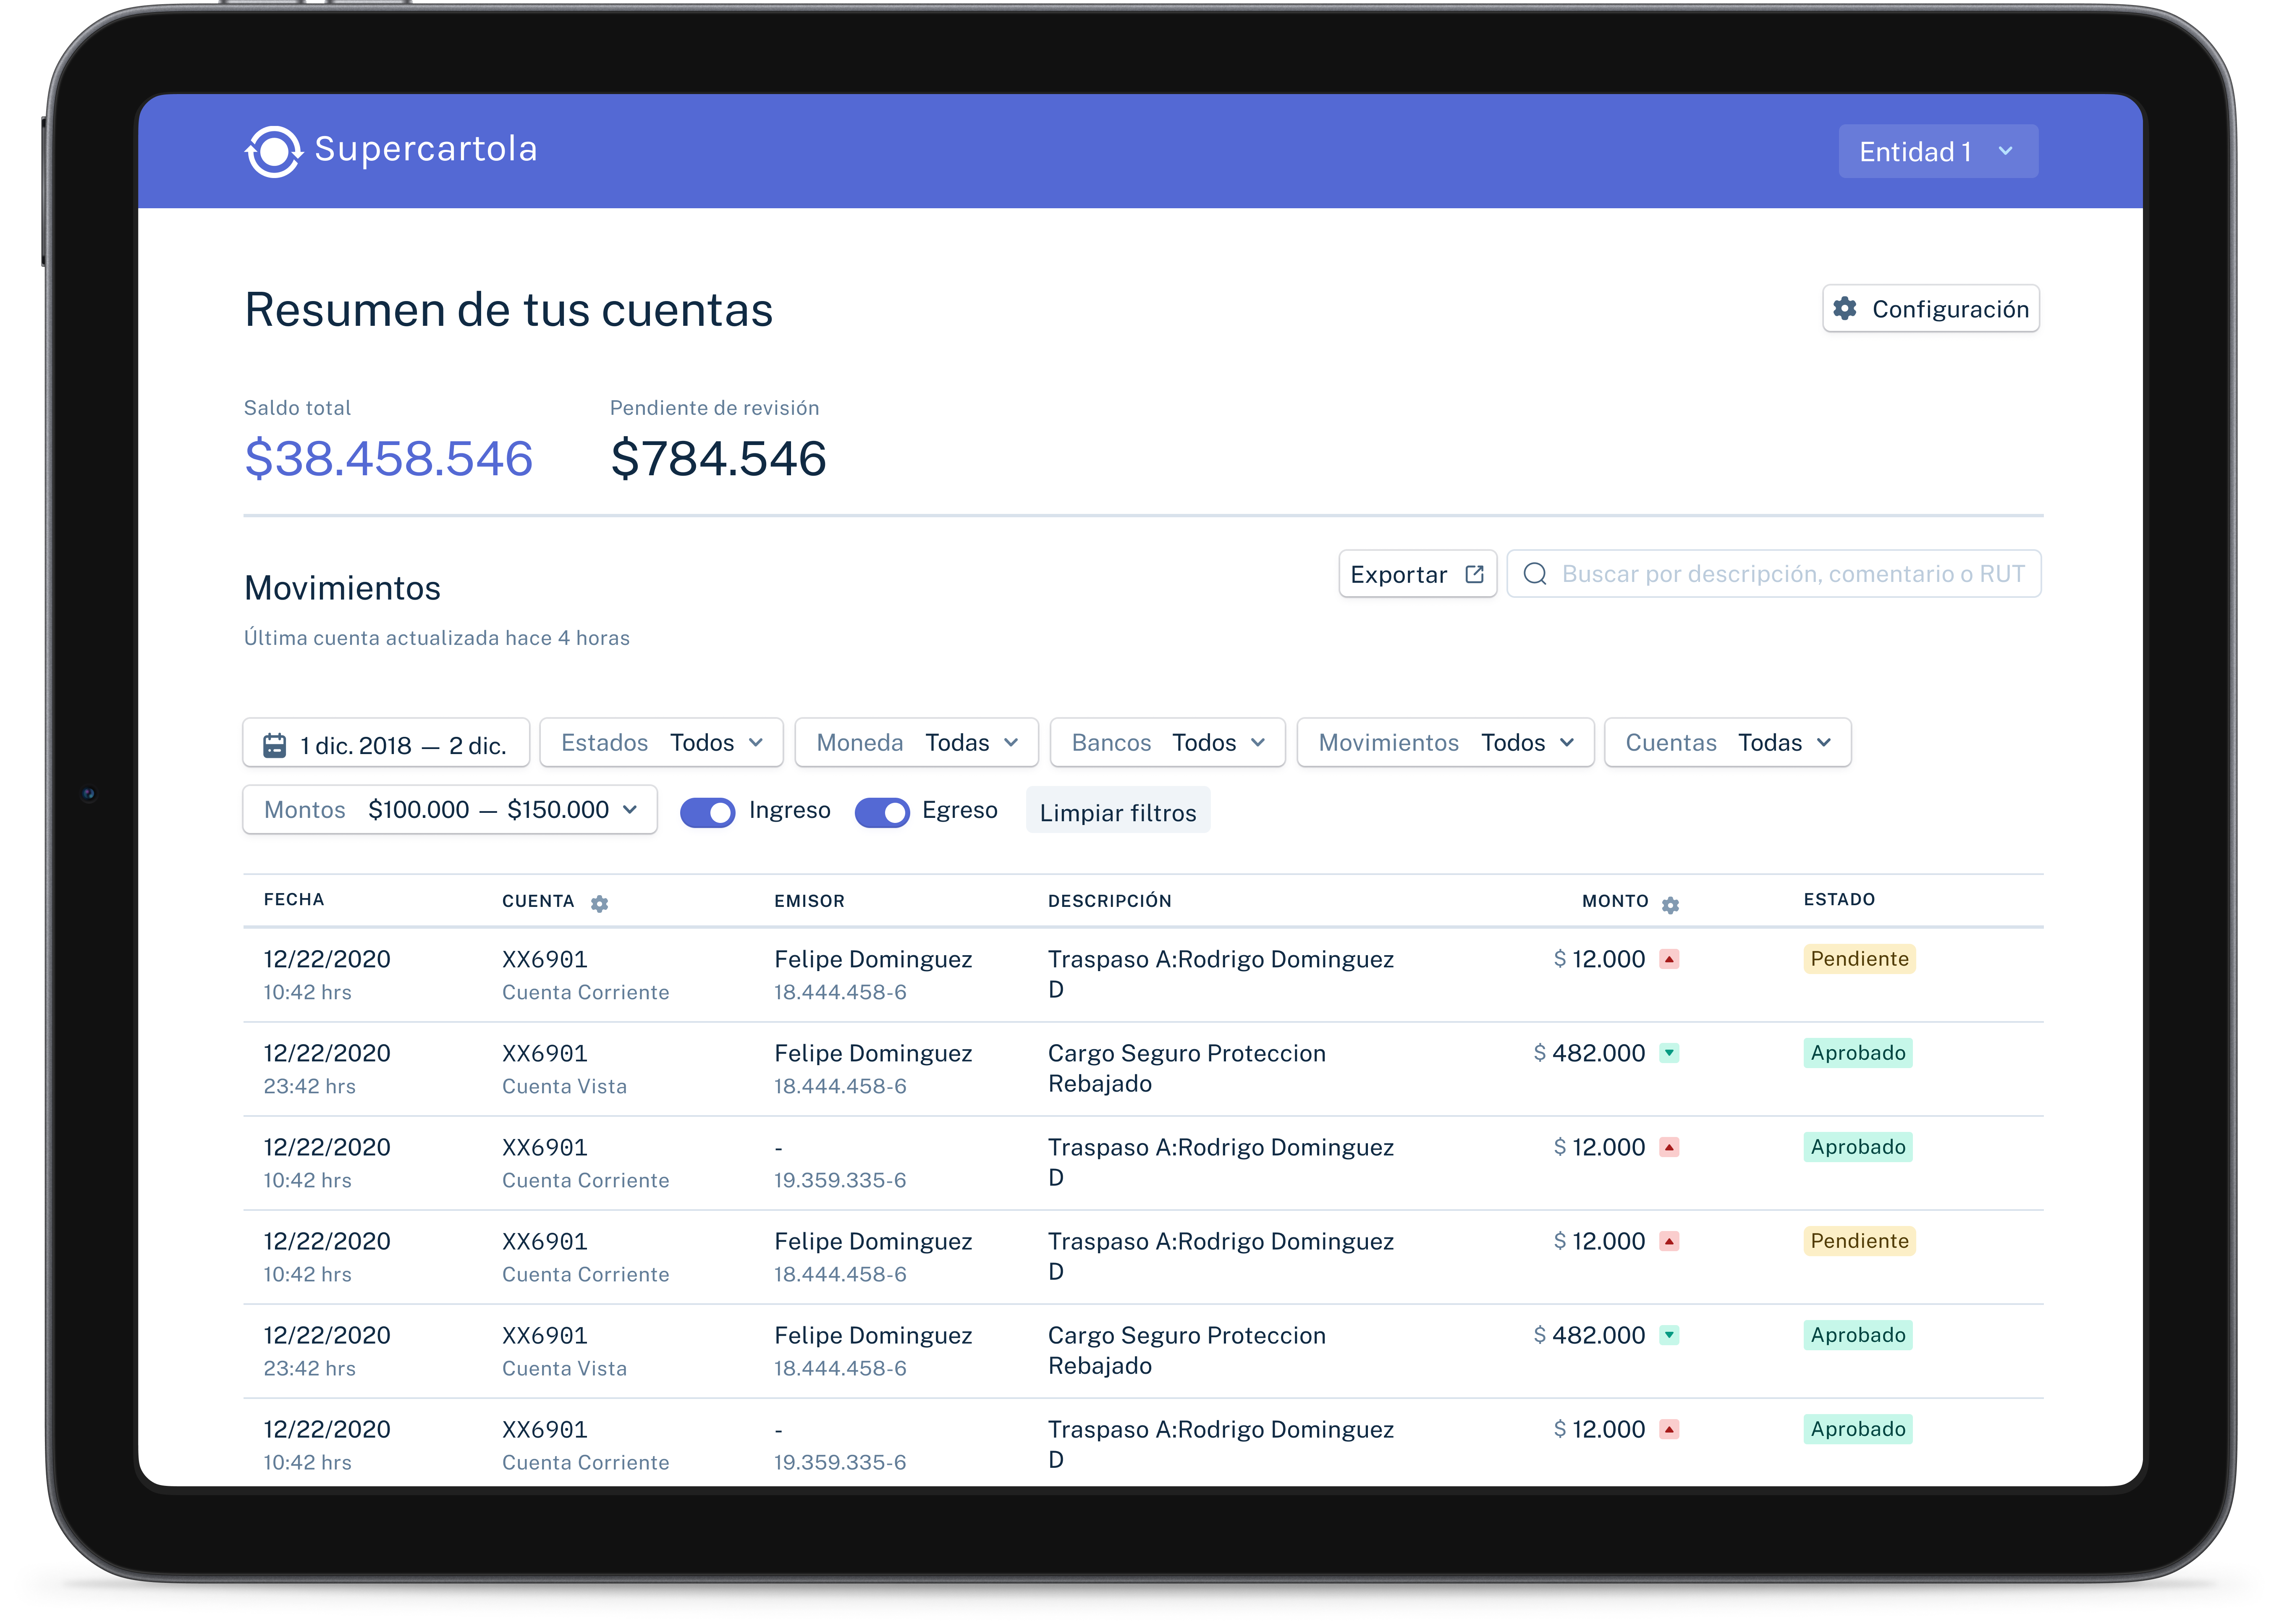 Supercartola
Entidad 1
Resumen de tus cuentas
Configuración
Saldo total
Pendiente de revisión
$38.458.546
$784.546
Movimientos
Exportar
Buscar por descripción, comentario o RUT
Última cuenta actualizada hace 4 horas
1 dic. 2018 — 2 dic.
Estados Todos
Moneda Todas
Bancos Todos
Movimientos Todos
Cuentas Todas
Montos $100.000 — $150.000
Ingreso
Egreso
Limpiar filtros
FECHA CUENTA EMISOR DESCRIPCIÓN MONTO ESTADO
12/22/2020 XX6901 Felipe Dominguez Traspaso A:Rodrigo Dominguez $ 12.000 Pendiente
10:42 hrs Cuenta Corriente 18.444.458-6 D
12/22/2020 XX6901 Felipe Dominguez Cargo Seguro Proteccion $ 482.000 Aprobado
23:42 hrs Cuenta Vista 18.444.458-6 Rebajado
12/22/2020 XX6901 - Traspaso A:Rodrigo Dominguez $ 12.000 Aprobado
10:42 hrs Cuenta Corriente 19.359.335-6 D
12/22/2020 XX6901 Felipe Dominguez Traspaso A:Rodrigo Dominguez $ 12.000 Pendiente
10:42 hrs Cuenta Corriente 18.444.458-6 D
12/22/2020 XX6901 Felipe Dominguez Cargo Seguro Proteccion $ 482.000 Aprobado
23:42 hrs Cuenta Vista 18.444.458-6 Rebajado
12/22/2020 XX6901 - Traspaso A:Rodrigo Dominguez $ 12.000 Aprobado
10:42 hrs Cuenta Corriente 19.359.335-6 D